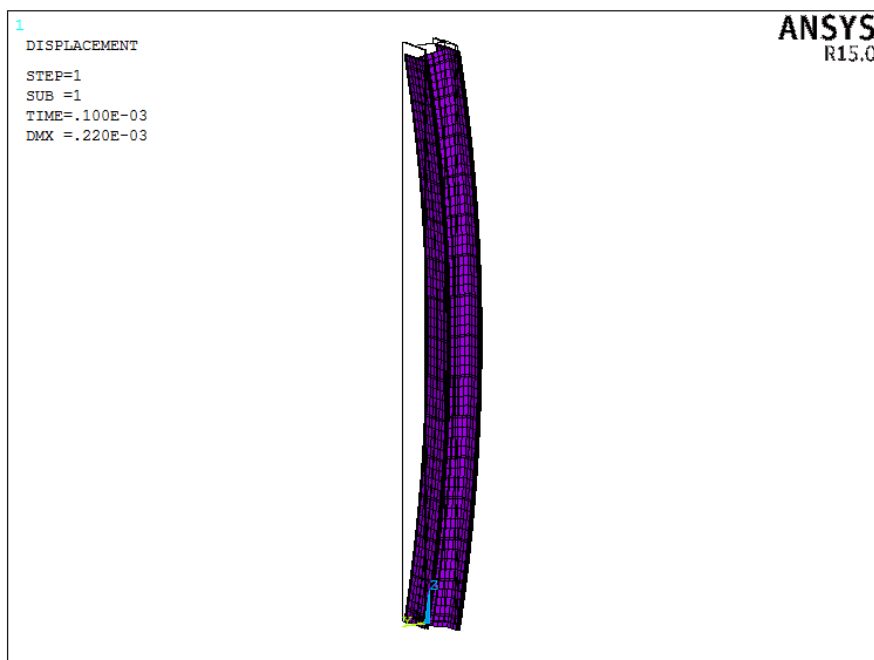 1
DISPLACEMENT
STEP=1
SUB =1
TIME=.100E-03
DMX =.220E-03
ANSYS
R15.0
Z
Y